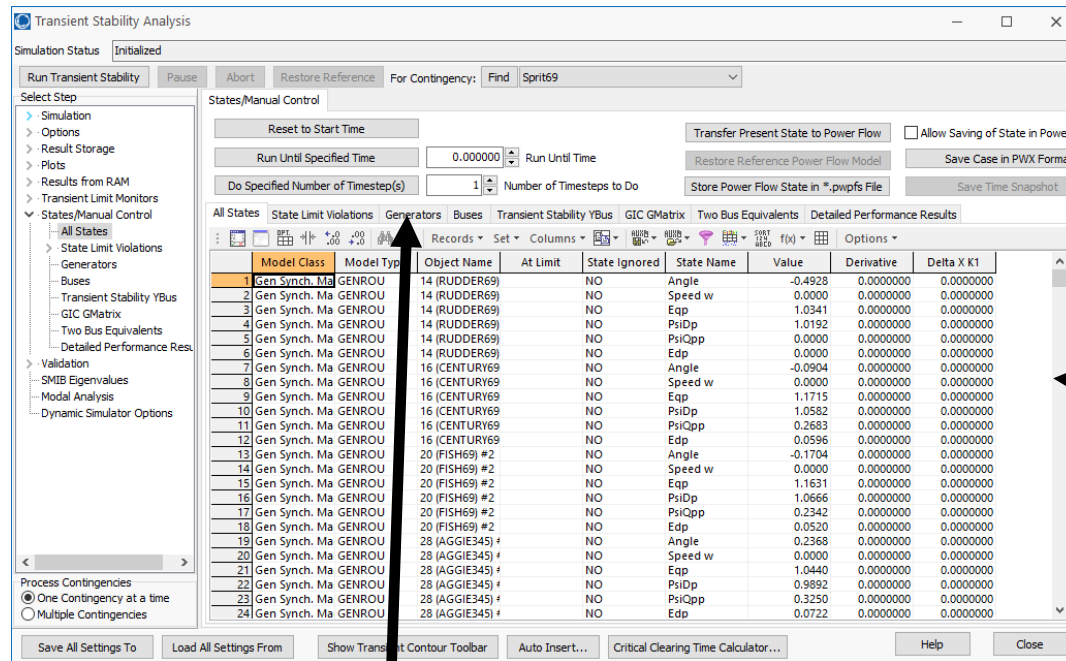 Transient Stability Analysis
Simulation Status Initialized
Run Transient Stability Pause Abort Restore Reference For Contingency: Find Sprit69
Select Step
Simulation
Options
Result Storage
Plots
Results from RAM
Transient Limit Monitors
States/Manual Control
All States
State Limit Violations
Generators
Buses
Transient Stability YBus
GIC GMatrix
Two Bus Equivalents
Detailed Performance Resu
Validation
SMIB Eigenvalues
Modal Analysis
Dynamic Simulator Options
Process Contingencies
One Contingency at a time
Multiple Contingencies
States/Manual Control
Reset to Start Time
Run Until Specified Time 0.000000 Run Until Time
Do Specified Number of Timestep(s) 1 Number of Timesteps to Do
Transfer Present State to Power Flow Allow Saving of State in Powe
Restore Reference Power Flow Model Save Case in PWX Forma
Store Power Flow State in *.pwpfs File Save Time Snapshot
All States State Limit Violations Generators Buses Transient Stability YBus GIC GMatrix Two Bus Equivalents Detailed Performance Results
Records Set Columns f(x) Options
Model Class Model Type Object Name At Limit State Ignored State Name Value Derivative Delta X K1
1 Gen Synch. Ma GENROU 14 (RUDDER69) NO Angle -0.4928 0.0000000 0.0000000
2 Gen Synch. Ma GENROU 14 (RUDDER69) NO Speed w 0.0000 0.0000000 0.0000000
3 Gen Synch. Ma GENROU 14 (RUDDER69) NO Eqp 1.0341 0.0000000 0.0000000
4 Gen Synch. Ma GENROU 14 (RUDDER69) NO PsiDp 1.0192 0.0000000 0.0000000
5 Gen Synch. Ma GENROU 14 (RUDDER69) NO PsiQpp 0.0000 0.0000000 0.0000000
6 Gen Synch. Ma GENROU 14 (RUDDER69) NO Edp 0.0000 0.0000000 0.0000000
7 Gen Synch. Ma GENROU 16 (CENTURY69 NO Angle -0.0904 0.0000000 0.0000000
8 Gen Synch. Ma GENROU 16 (CENTURY69 NO Speed w 0.0000 0.0000000 0.0000000
9 Gen Synch. Ma GENROU 16 (CENTURY69 NO Eqp 1.1715 0.0000000 0.0000000
10 Gen Synch. Ma GENROU 16 (CENTURY69 NO PsiDp 1.0582 0.0000000 0.0000000
11 Gen Synch. Ma GENROU 16 (CENTURY69 NO PsiQpp 0.2683 0.0000000 0.0000000
12 Gen Synch. Ma GENROU 16 (CENTURY69 NO Edp 0.0596 0.0000000 0.0000000
13 Gen Synch. Ma GENROU 20 (FISH69) #2 NO Angle -0.1704 0.0000000 0.0000000
14 Gen Synch. Ma GENROU 20 (FISH69) #2 NO Speed w 0.0000 0.0000000 0.0000000
15 Gen Synch. Ma GENROU 20 (FISH69) #2 NO Eqp 1.1631 0.0000000 0.0000000
16 Gen Synch. Ma GENROU 20 (FISH69) #2 NO PsiDp 1.0666 0.0000000 0.0000000
17 Gen Synch. Ma GENROU 20 (FISH69) #2 NO PsiQpp 0.2342 0.0000000 0.0000000
18 Gen Synch. Ma GENROU 20 (FISH69) #2 NO Edp 0.0520 0.0000000 0.0000000
19 Gen Synch. Ma GENROU 28 (AGGIE345) # NO Angle 0.2368 0.0000000 0.0000000
20 Gen Synch. Ma GENROU 28 (AGGIE345) # NO Speed w 0.0000 0.0000000 0.0000000
21 Gen Synch. Ma GENROU 28 (AGGIE345) # NO Eqp 1.0440 0.0000000 0.0000000
22 Gen Synch. Ma GENROU 28 (AGGIE345) # NO PsiDp 0.9892 0.0000000 0.0000000
23 Gen Synch. Ma GENROU 28 (AGGIE345) # NO PsiQpp 0.3250 0.0000000 0.0000000
24 Gen Synch. Ma GENROU 28 (AGGIE345) # NO Edp 0.0722 0.0000000 0.0000000
Save All Settings To Load All Settings From Show Transient Contour Toolbar Auto Insert... Critical Clearing Time Calculator... Help Close